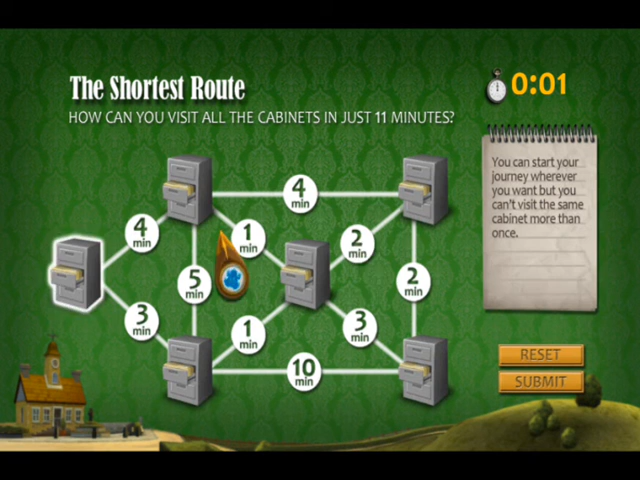 The Shortest Route
HOW CAN YOU VISIT ALL THE CABINETS IN JUST 11 MINUTES?
0:01
You can start your
journey wherever
you want but you
can't visit the same
cabinet more than
once.
4
min
4
min
1
min
2
min
5
min
2
min
3
min
1
min
3
min
10
min
RESET
SUBMIT